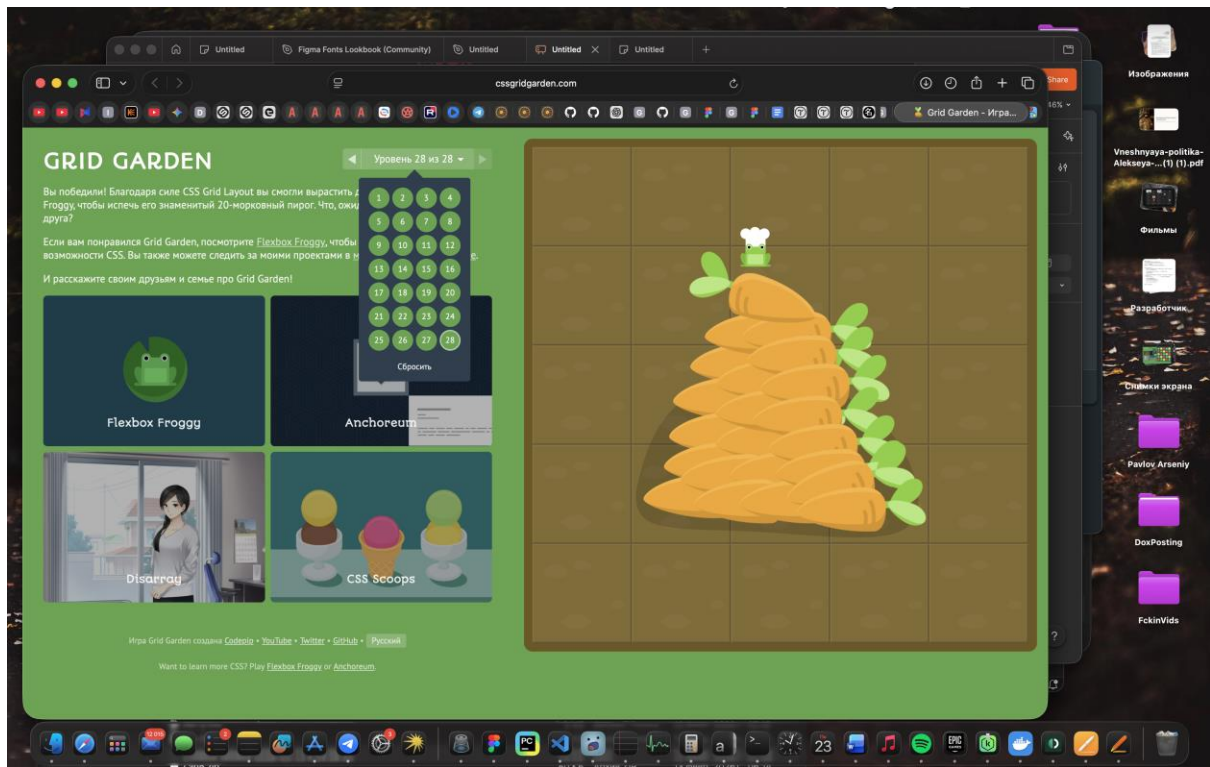 Untitled
Figma Fonts Lookbook (Community)
Untitled
Untitled
Untitled
Share
cssgridgarden.com
Grid Garden – Игра...
GRID GARDEN
Уровень 28 из 28
Вы победили! Благодаря силе CSS Grid Layout вы смогли вырастить
Froggy, чтобы испечь его знаменитый 20-морковный пирог. Что,
друга?
Если вам понравился Grid Garden, посмотрите Flexbox Froggy, чтобы
возможности CSS. Вы также можете следить за моими проектами в
И расскажите своим друзьям и семье про Grid Garden!
1 2 3 4
5 6 7 8
9 10 11 12
13 14 15 16
17 18 19 20
21 22 23 24
25 26 27 28
Сбросить
Flexbox Froggy
Anchoreum
Disarray
CSS Scoops
Игра Grid Garden создана Codepip • YouTube • Twitter • GitHub • Русский
Want to learn more CSS? Play Flexbox Froggy or Anchoreum.
Изображения
Vneshnyaya-politika-
Alekseya-...(1) (1).pdf
Фильмы
Разработчик
Снимки экрана
Pavlov Arseniy
DoxPosting
FckinVids
23